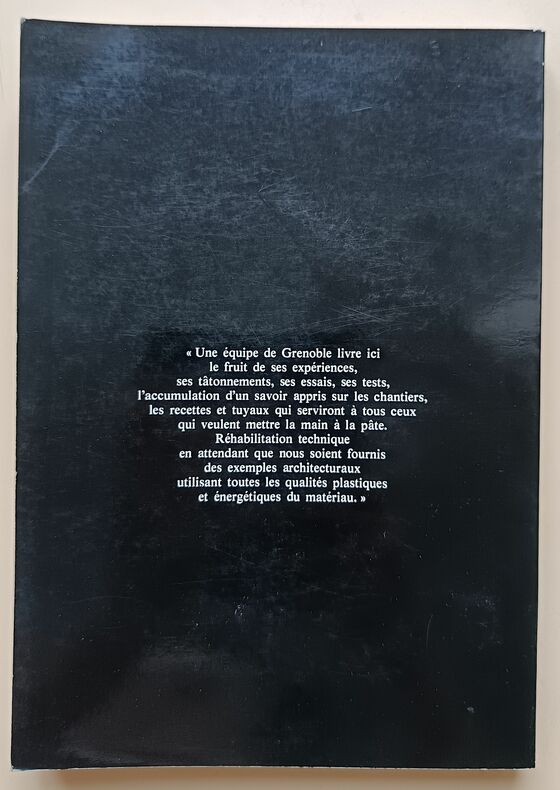 « Une équipe de Grenoble livre ici
le fruit de ses expériences,
ses tâtonnements, ses essais, ses tests,
l'accumulation d'un savoir appris sur les chantiers,
les recettes et tuyaux qui serviront à tous ceux
qui veulent mettre la main à la pâte.
Réhabilitation technique
en attendant que nous soient fournis
des exemples architecturaux
utilisant toutes les qualités plastiques
et énergétiques du matériau. »